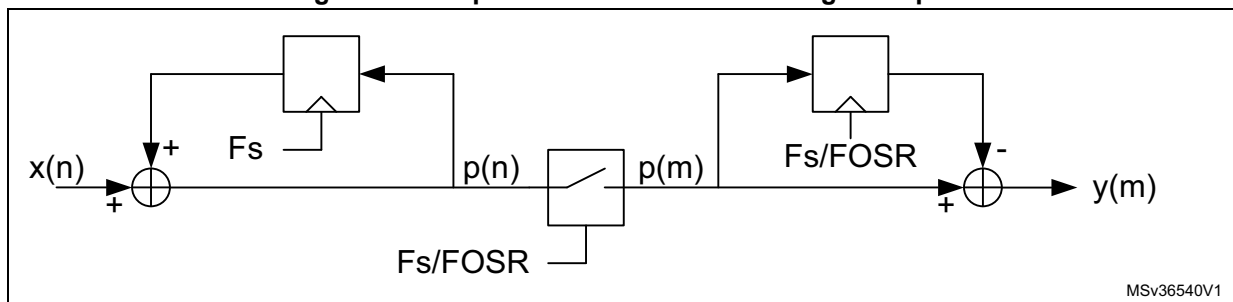 x(n)
+
+
Fs
p(n)
Fs/FOSR
p(m)
Fs/FOSR
-
+
y(m)
MSv36540V1